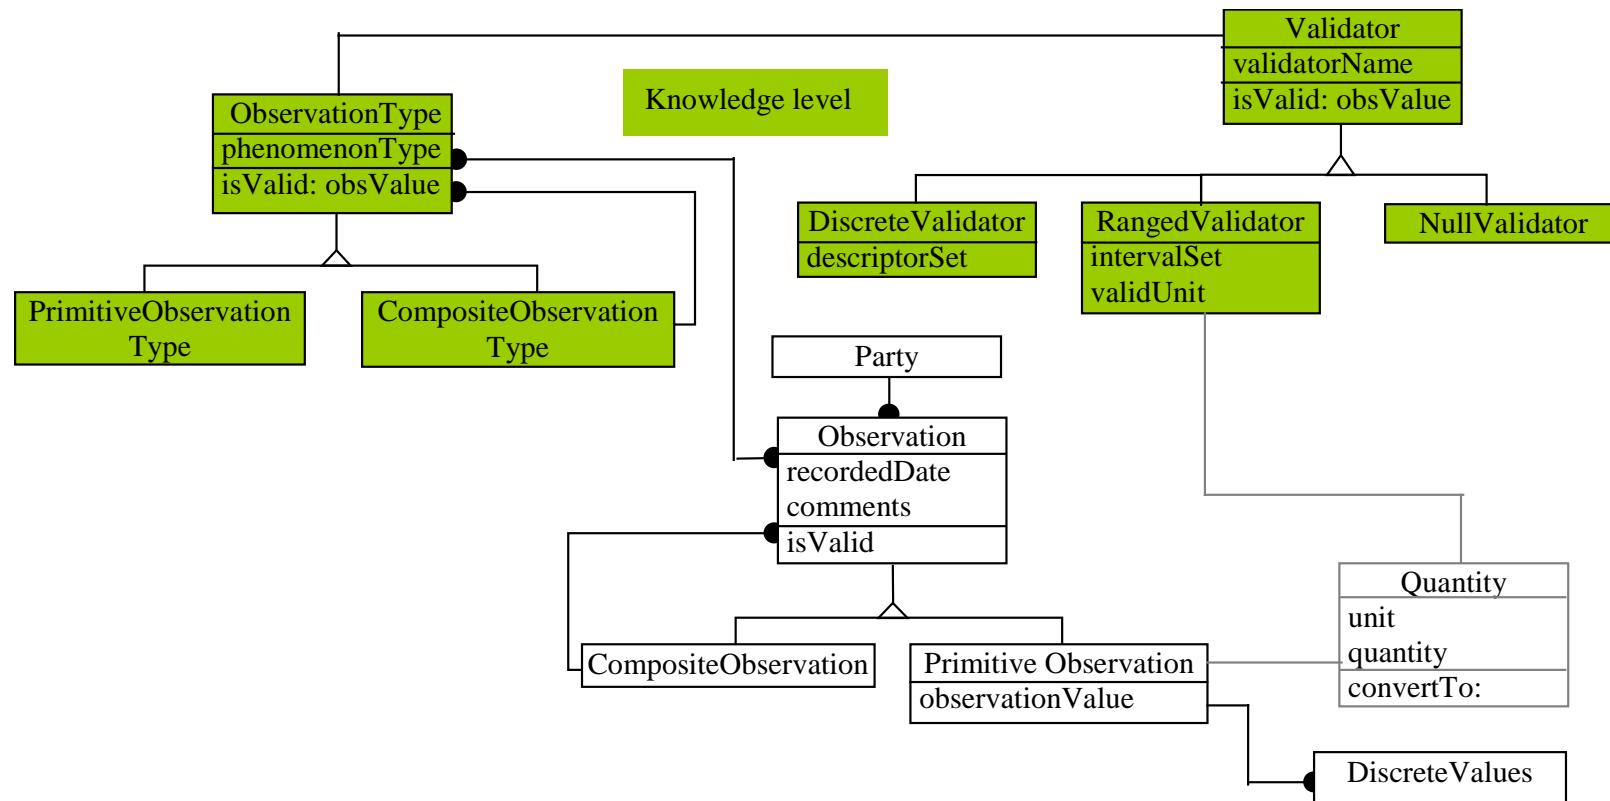 Validator
validatorName
isValid: obsValue
Knowledge level
ObservationType
phenomenonType
isValid: obsValue
DiscreteValidator
descriptorSet
RangedValidator
intervalSet
validUnit
NullValidator
PrimitiveObservation
Type
CompositeObservation
Type
Party
Observation
recordedDate
comments
isValid
Quantity
unit
quantity
convertTo:
CompositeObservation
Primitive Observation
observationValue
DiscreteValues